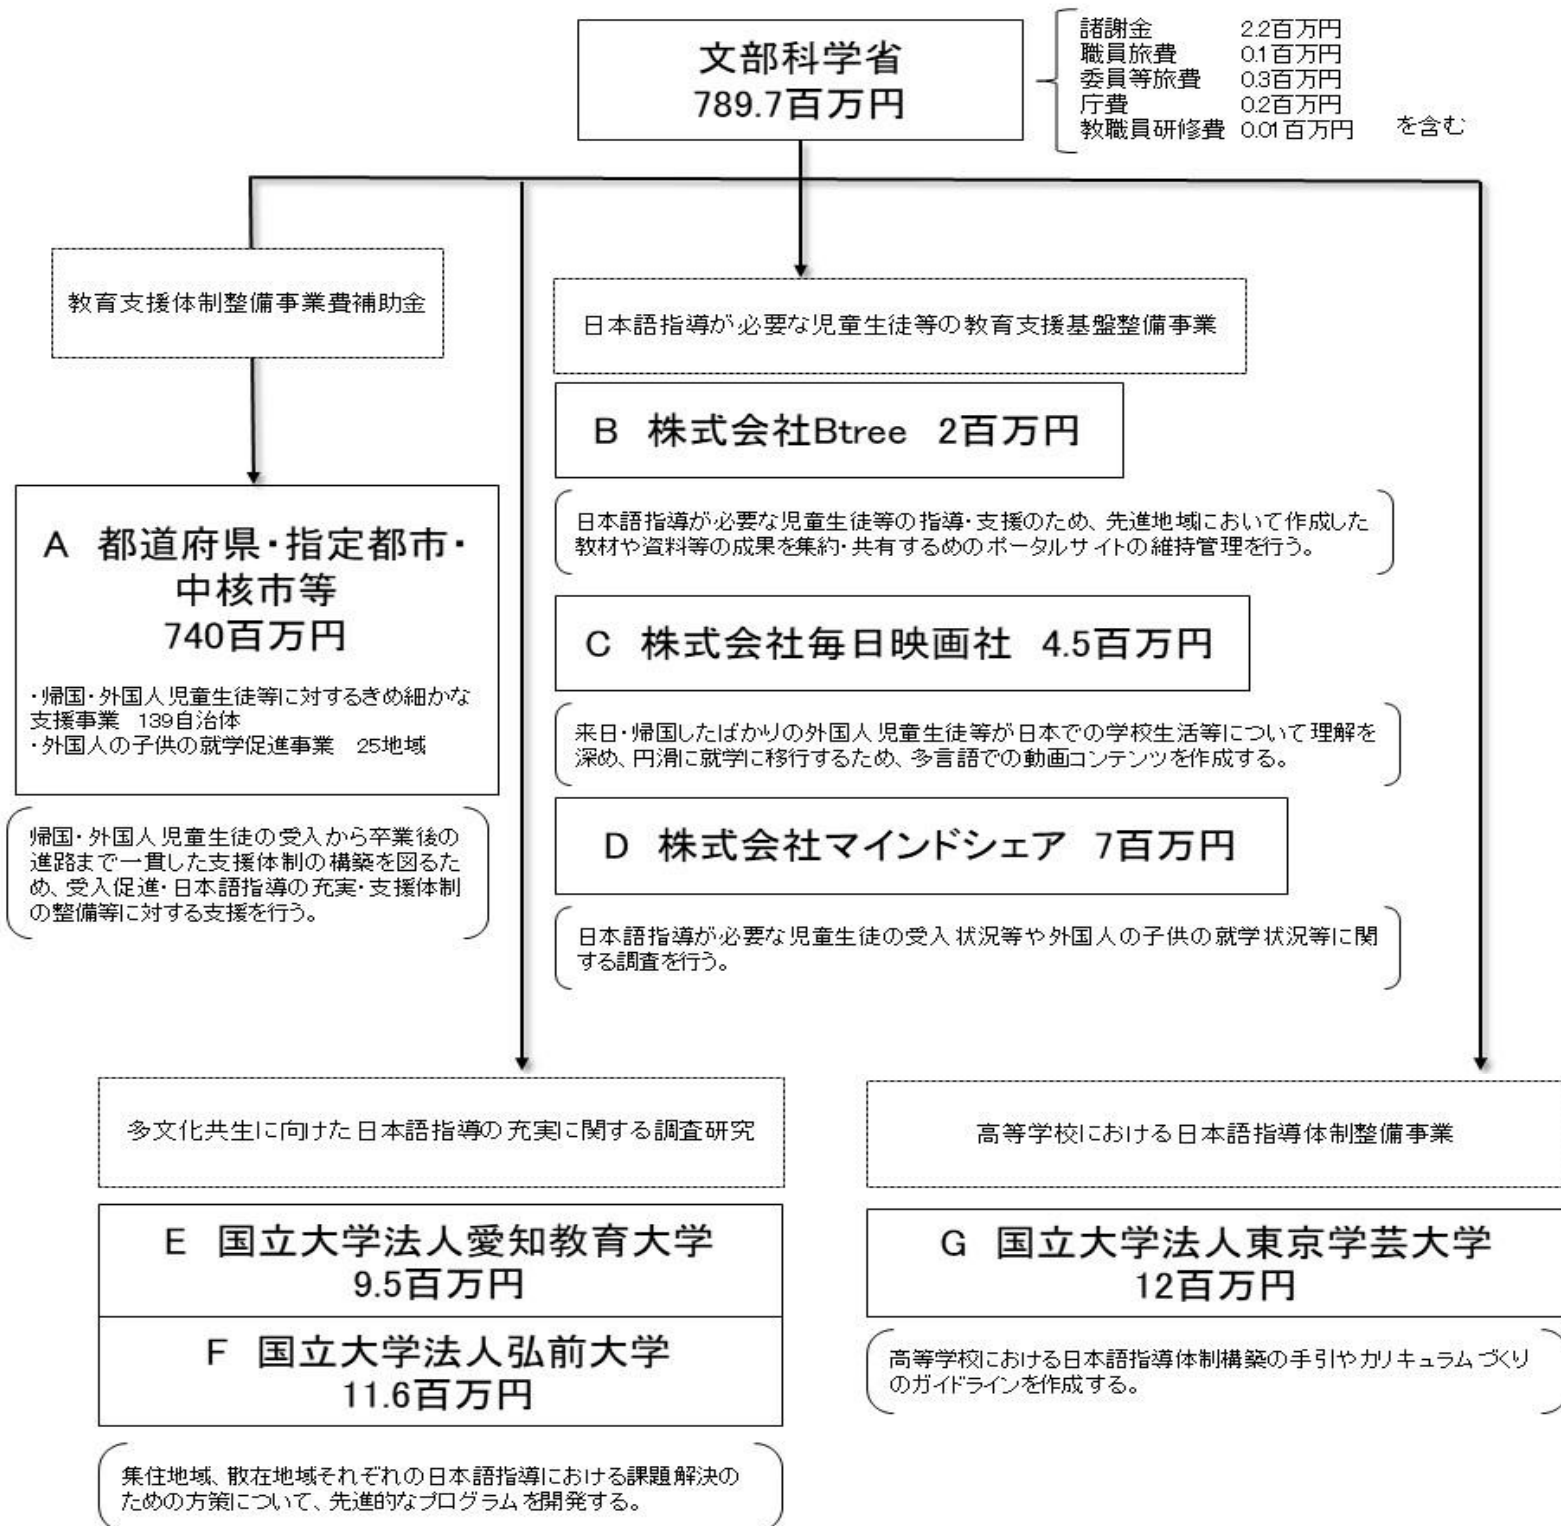 文部科学省
789.7百万円
諸謝金 2.2百万円
職員旅費 0.1百万円
委員等旅費 0.3百万円
庁費 0.2百万円
教職員研修費 0.01百万円 を含む
教育支援体制整備事業費補助金
日本語指導が必要な児童生徒等の教育支援基盤整備事業
B 株式会社Btree 2百万円
日本語指導が必要な児童生徒等の指導・支援のため、先進地域において作成した
教材や資料等の成果を集約・共有するめのポータルサイトの維持管理を行う。
A 都道府県・指定都市・
中核市等
740百万円
・帰国・外国人児童生徒等に対するきめ細かな
支援事業 139自治体
・外国人の子供の就学促進事業 25地域
帰国・外国人児童生徒の受入から卒業後の
進路まで一貫した支援体制の構築を図るた
め、受入促進・日本語指導の充実・支援体制
の整備等に対する支援を行う。
C 株式会社毎日映画社 4.5百万円
来日・帰国したばかりの外国人児童生徒等が日本での学校生活等について理解を
深め、円滑に就学に移行するため、多言語での動画コンテンツを作成する。
D 株式会社マインドシェア 7百万円
日本語指導が必要な児童生徒の受入状況等や外国人の子供の就学状況等に関
する調査を行う。
多文化共生に向けた日本語指導の充実に関する調査研究
E 国立大学法人愛知教育大学
9.5百万円
F 国立大学法人弘前大学
11.6百万円
集住地域、散在地域それぞれの日本語指導における課題解決の
ための方策について、先進的なプログラムを開発する。
高等学校における日本語指導体制整備事業
G 国立大学法人東京学芸大学
12百万円
高等学校における日本語指導体制構築の手引やカリキュラムづくり
のガイドラインを作成する。